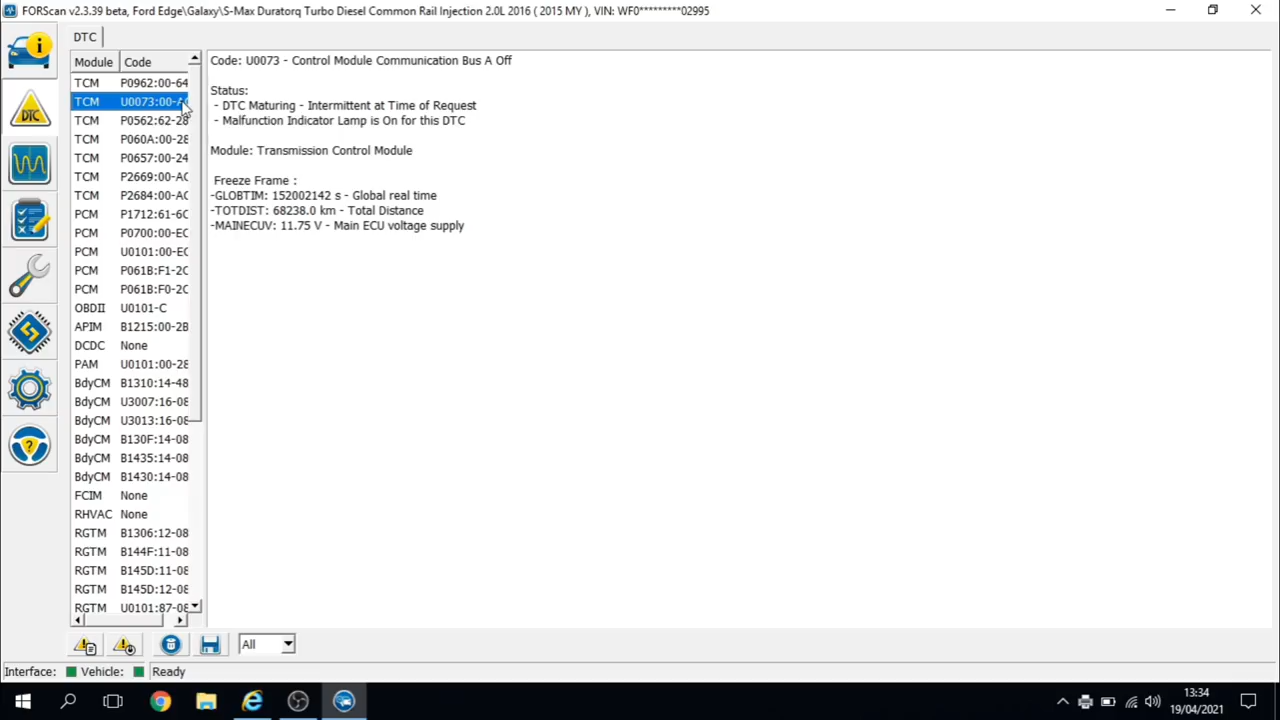 FORScan v2.3.39 beta, Ford Edge\Galaxy\S-Max Duratorq Turbo Diesel Common Rail Injection 2.0L 2016 ( 2015 MY ), VIN: WF0*********02995
DTC
Module Code
TCM P0962:00-64
TCM U0073:00-A
TCM P0562:62-28
TCM P060A:00-28
TCM P0657:00-24
TCM P2669:00-AC
TCM P2684:00-AC
PCM P1712:61-6C
PCM P0700:00-EC
PCM U0101:00-EC
PCM P061B:F1-2C
PCM P061B:F0-2C
OBDII U0101-C
APIM B1215:00-2B
DCDC None
PAM U0101:00-28
BdyCM B1310:14-48
BdyCM U3007:16-08
BdyCM U3013:16-08
BdyCM B130F:14-08
BdyCM B1435:14-08
BdyCM B1430:14-08
FCIM None
RHVAC None
RGTM B1306:12-08
RGTM B144F:11-08
RGTM B145D:11-08
RGTM B145D:12-08
RGTM U0101:87-08
Code: U0073 - Control Module Communication Bus A Off
Status:
- DTC Maturing - Intermittent at Time of Request
- Malfunction Indicator Lamp is On for this DTC
Module: Transmission Control Module
Freeze Frame :
-GLOBTIM: 152002142 s - Global real time
-TOTDIST: 68238.0 km - Total Distance
-MAINECUV: 11.75 V - Main ECU voltage supply
DTC
All
Interface: Vehicle: Ready
13:34
19/04/2021